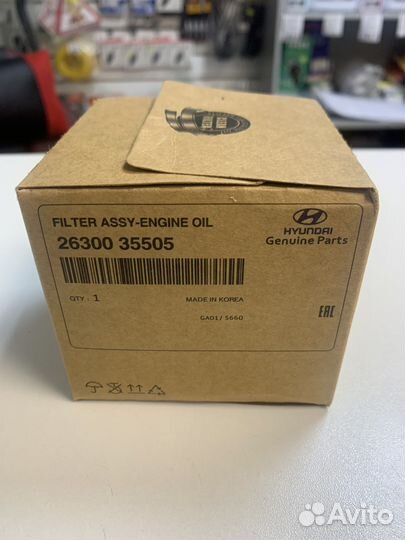 FILTER ASSY-ENGINE OIL
26300 35505
HYUNDAI
Genuine Parts
QTY : 1
MADE IN KOREA
GA01/ 5660
EAC
Avito